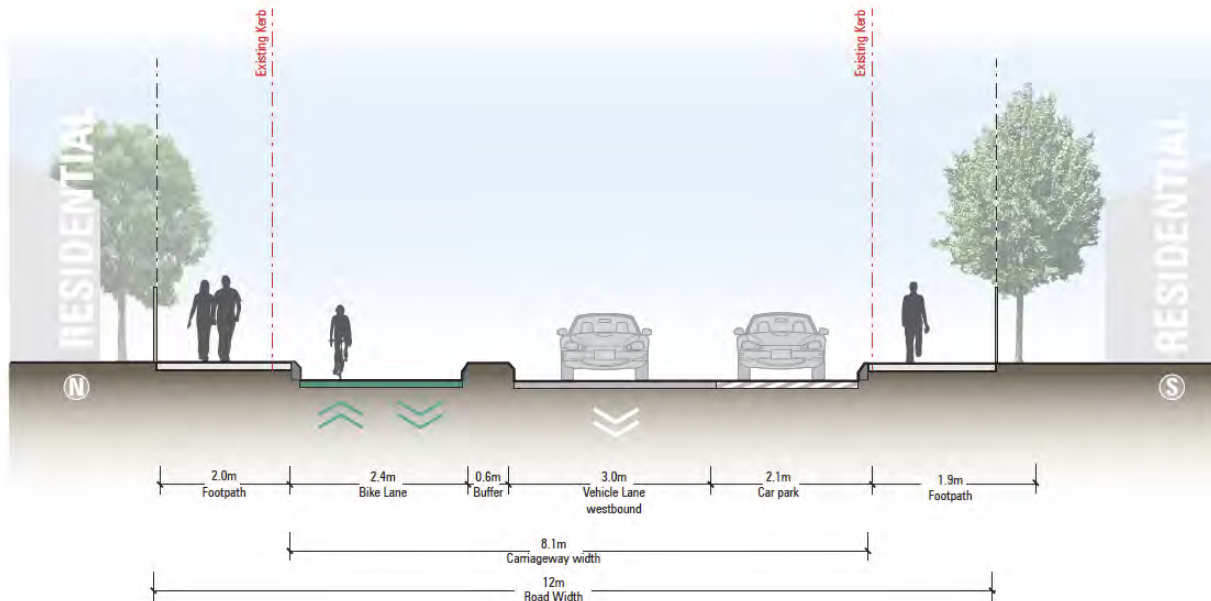 Existing Kerb
Existing Kerb
RESIDENTIAL
RESIDENTIAL
N
S
2.0m
Footpath
2.4m
Bike Lane
0.6m
Buffer
3.0m
Vehicle Lane
westbound
2.1m
Car park
1.9m
Footpath
8.1m
Carriageway width
12m
Road Width